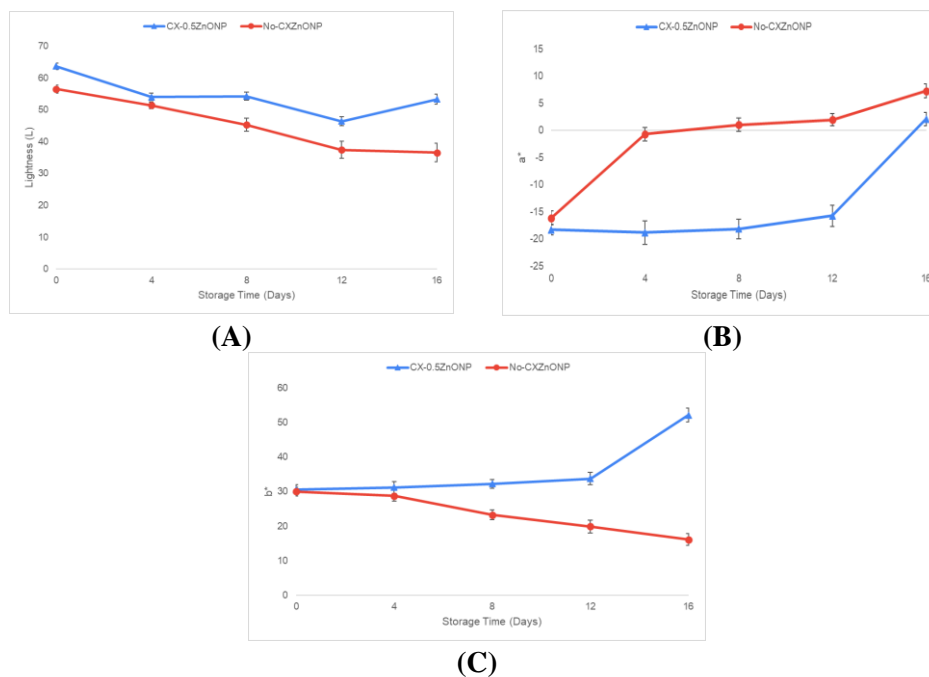 CX-0.5ZnONP No-CXZnONP
70
60
50
40
30
20
10
0
Lightness (L)
0 4 8 12 16
Storage Time (Days)
(A)
CX-0.5ZnONP No-CXZnONP
15
10
5
0
-5
-10
-15
-20
-25
a*
0 4 8 12 16
Storage Time (Days)
(B)
CX-0.5ZnONP No-CXZnONP
60
50
40
30
20
10
0
b*
0 4 8 12 16
Storage Time (Days)
(C)